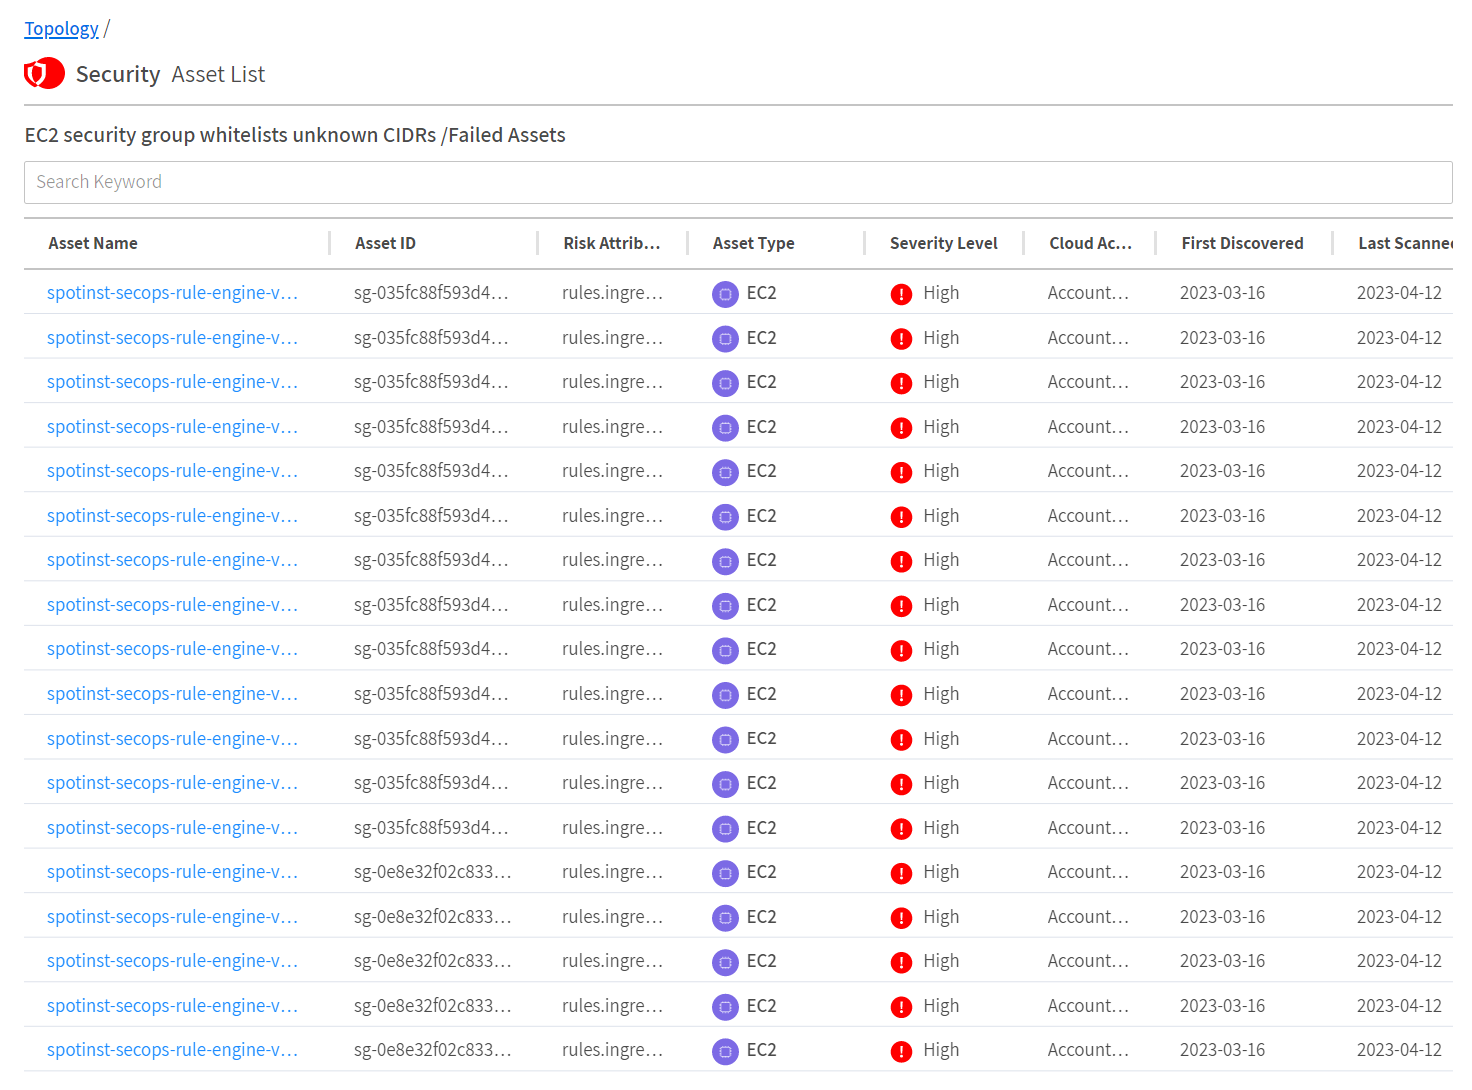 Topology /
Security Asset List
EC2 security group whitelists unknown CIDRs /Failed Assets
Search Keyword
Asset Name Asset ID Risk Attrib... Asset Type Severity Level Cloud Ac... First Discovered Last Scanne
spotinst-secops-rule-engine-v... sg-035fc88f593d4... rules.ingre... EC2 High Account... 2023-03-16 2023-04-12
spotinst-secops-rule-engine-v... sg-035fc88f593d4... rules.ingre... EC2 High Account... 2023-03-16 2023-04-12
spotinst-secops-rule-engine-v... sg-035fc88f593d4... rules.ingre... EC2 High Account... 2023-03-16 2023-04-12
spotinst-secops-rule-engine-v... sg-035fc88f593d4... rules.ingre... EC2 High Account... 2023-03-16 2023-04-12
spotinst-secops-rule-engine-v... sg-035fc88f593d4... rules.ingre... EC2 High Account... 2023-03-16 2023-04-12
spotinst-secops-rule-engine-v... sg-035fc88f593d4... rules.ingre... EC2 High Account... 2023-03-16 2023-04-12
spotinst-secops-rule-engine-v... sg-035fc88f593d4... rules.ingre... EC2 High Account... 2023-03-16 2023-04-12
spotinst-secops-rule-engine-v... sg-035fc88f593d4... rules.ingre... EC2 High Account... 2023-03-16 2023-04-12
spotinst-secops-rule-engine-v... sg-035fc88f593d4... rules.ingre... EC2 High Account... 2023-03-16 2023-04-12
spotinst-secops-rule-engine-v... sg-035fc88f593d4... rules.ingre... EC2 High Account... 2023-03-16 2023-04-12
spotinst-secops-rule-engine-v... sg-035fc88f593d4... rules.ingre... EC2 High Account... 2023-03-16 2023-04-12
spotinst-secops-rule-engine-v... sg-035fc88f593d4... rules.ingre... EC2 High Account... 2023-03-16 2023-04-12
spotinst-secops-rule-engine-v... sg-035fc88f593d4... rules.ingre... EC2 High Account... 2023-03-16 2023-04-12
spotinst-secops-rule-engine-v... sg-0e8e32f02c833... rules.ingre... EC2 High Account... 2023-03-16 2023-04-12
spotinst-secops-rule-engine-v... sg-0e8e32f02c833... rules.ingre... EC2 High Account... 2023-03-16 2023-04-12
spotinst-secops-rule-engine-v... sg-0e8e32f02c833... rules.ingre... EC2 High Account... 2023-03-16 2023-04-12
spotinst-secops-rule-engine-v... sg-0e8e32f02c833... rules.ingre... EC2 High Account... 2023-03-16 2023-04-12
spotinst-secops-rule-engine-v... sg-0e8e32f02c833... rules.ingre... EC2 High Account... 2023-03-16 2023-04-12